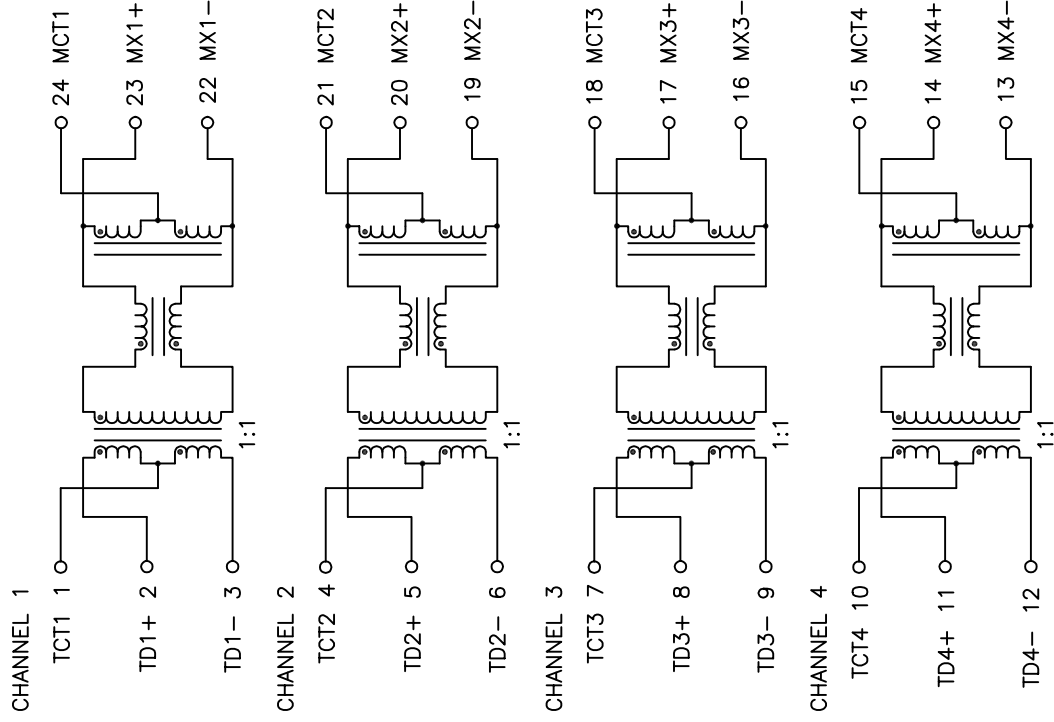 CHANNEL 1
TCT1 1
TD1+ 2
TD1- 3
1:1
24 MCT1
23 MX1+
22 MX1-
CHANNEL 2
TCT2 4
TD2+ 5
TD2- 6
1:1
21 MCT2
20 MX2+
19 MX2-
CHANNEL 3
TCT3 7
TD3+ 8
TD3- 9
1:1
18 MCT3
17 MX3+
16 MX3-
CHANNEL 4
TCT4 10
TD4+ 11
TD4- 12
1:1
15 MCT4
14 MX4+
13 MX4-